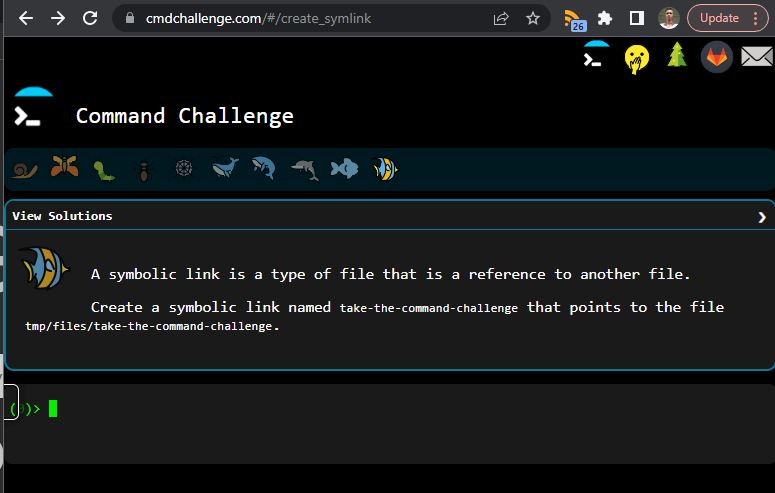 cmdchallenge.com/#/create_symlink
Update
26
Command Challenge
View Solutions
A symbolic link is a type of file that is a reference to another file.
Create a symbolic link named take-the-command-challenge that points to the file
tmp/files/take-the-command-challenge.